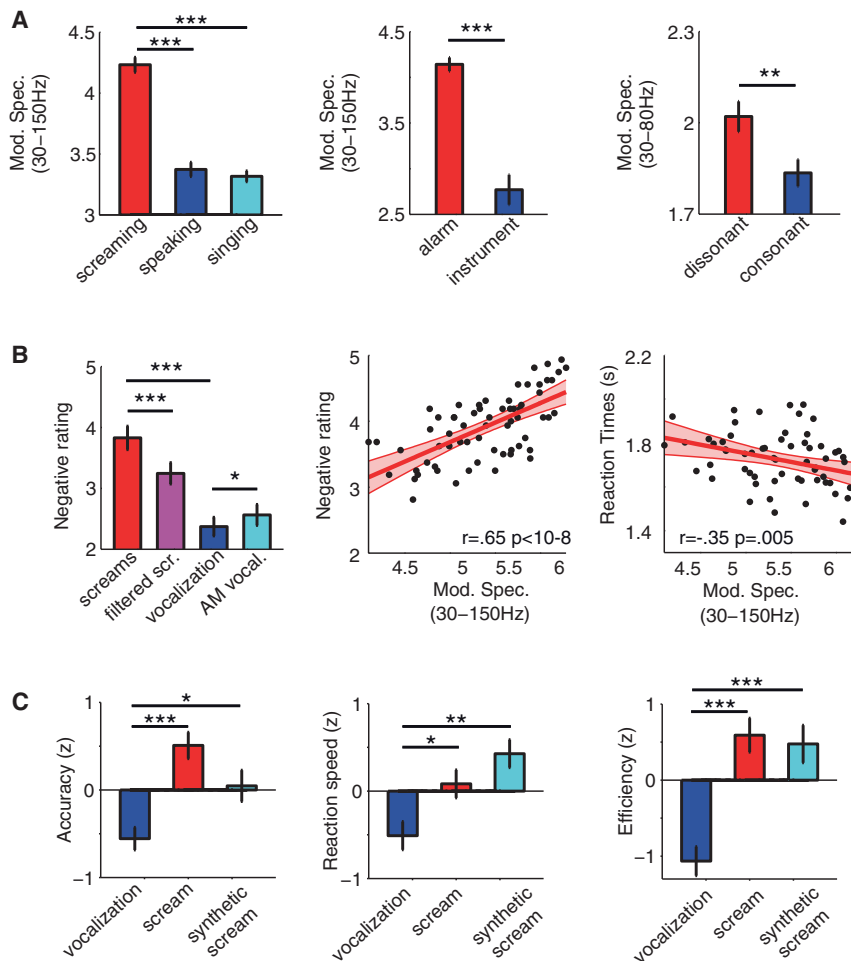 A
Mod. Spec.
(30–150Hz)
4.5
4
3.5
3
***
***
screaming
speaking
singing
Mod. Spec.
(30–150Hz)
4.5
3.5
2.5
***
alarm
instrument
Mod. Spec.
(30–80Hz)
2.3
2
1.7
**
dissonant
consonant
B
Negative rating
5
4
3
2
***
***
*
screams
filtered scr.
vocalization
AM vocal.
Negative rating
5
4
3
2
r=.65 p<10-8
4.5 5 5.5 6
Mod. Spec.
(30–150Hz)
Reaction Times (s)
2.2
1.8
1.4
r=-.35 p=.005
4.5 5 5.5 6
Mod. Spec.
(30–150Hz)
C
Accuracy (z)
1
0
−1
*
***
vocalization
scream
synthetic
scream
Reaction speed (z)
1
0
−1
**
*
vocalization
scream
synthetic
scream
Efficiency (z)
1
0
−1
***
***
vocalization
scream
synthetic
scream